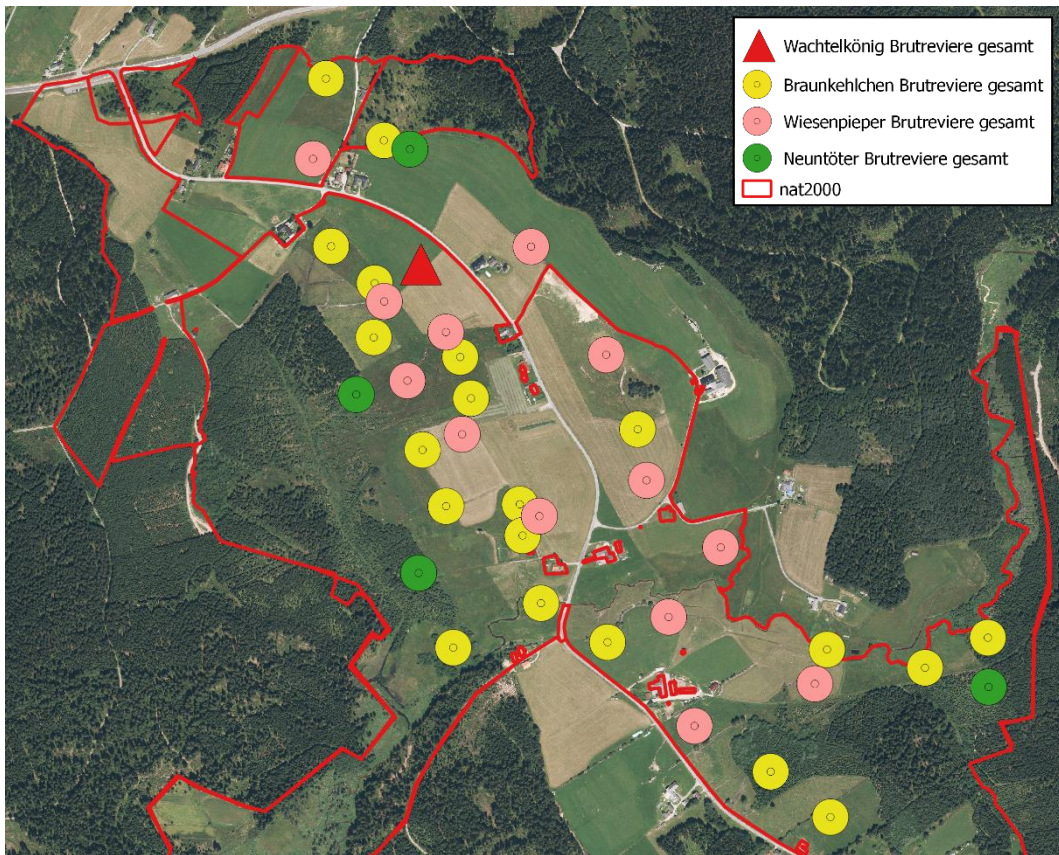 Wachtelkönig Brutreviere gesamt
Braunkehlchen Brutreviere gesamt
Wiesenpieper Brutreviere gesamt
Neuntöter Brutreviere gesamt
nat2000